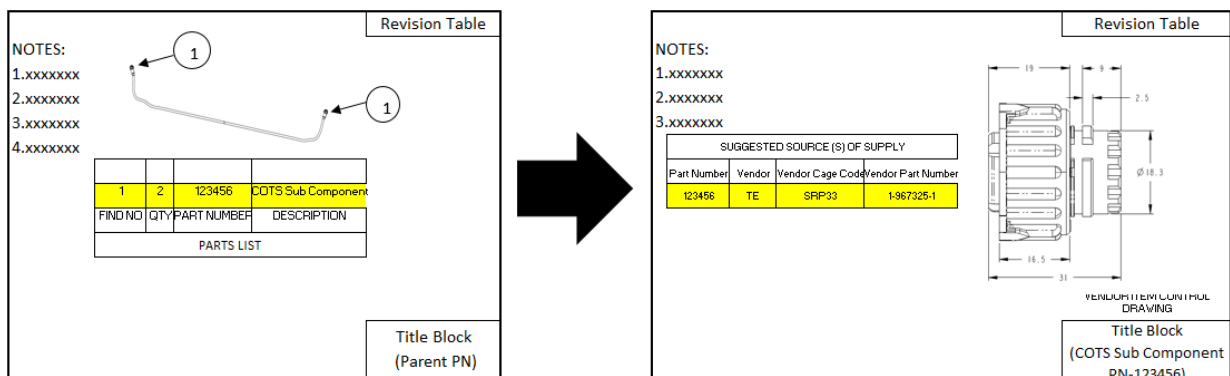 Revision Table
NOTES:
1
1.xxxxxxx
2.xxxxxxx
3.xxxxxxx
1
4.xxxxxxx
1 2 123456 COTS Sub Component
FIND NO QTY PART NUMBER DESCRIPTION
PARTS LIST
Title Block
(Parent PN)
Revision Table
NOTES:
1.xxxxxxx
2.xxxxxxx
3.xxxxxxx
SUGGESTED SOURCE (S) OF SUPPLY
Part Number Vendor Vendor Cage Code Vendor Part Number
123456 TE SRP33 1-967325-1
19 9
2.5
Ø18.3
16.5
31
VENDOR ITEM CONTROL
DRAWING
Title Block
(COTS Sub Component
PN-123456)